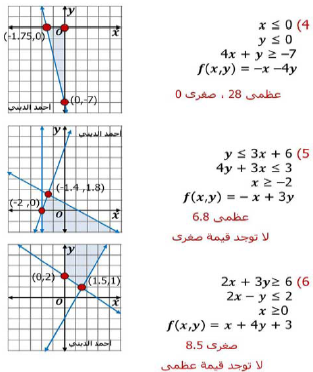 (4
x ≤ 0
y ≤ 0
4x + y ≥ −7
f(x,y) = −x −4y
عظمى 28 ، صغرى 0
y
(-1.75,0)
O
x
(0,-7)
احمد الديني
(5
y ≤ 3x + 6
4y + 3x ≤ 3
x ≥ −2
f(x,y) = − x + 3y
عظمى 6.8
لا توجد قيمة صغرى
y
احمد الديني
(-1.4 ,1.8)
(-2 ,0)
O
x
(6
2x + 3y≥ 6
2x − y ≤ 2
x ≥0
f(x,y) = x + 4y + 3
صغرى 8.5
لا توجد قيمة عظمى
y
(0,2)
(1.5,1)
O
x
احمد الديني